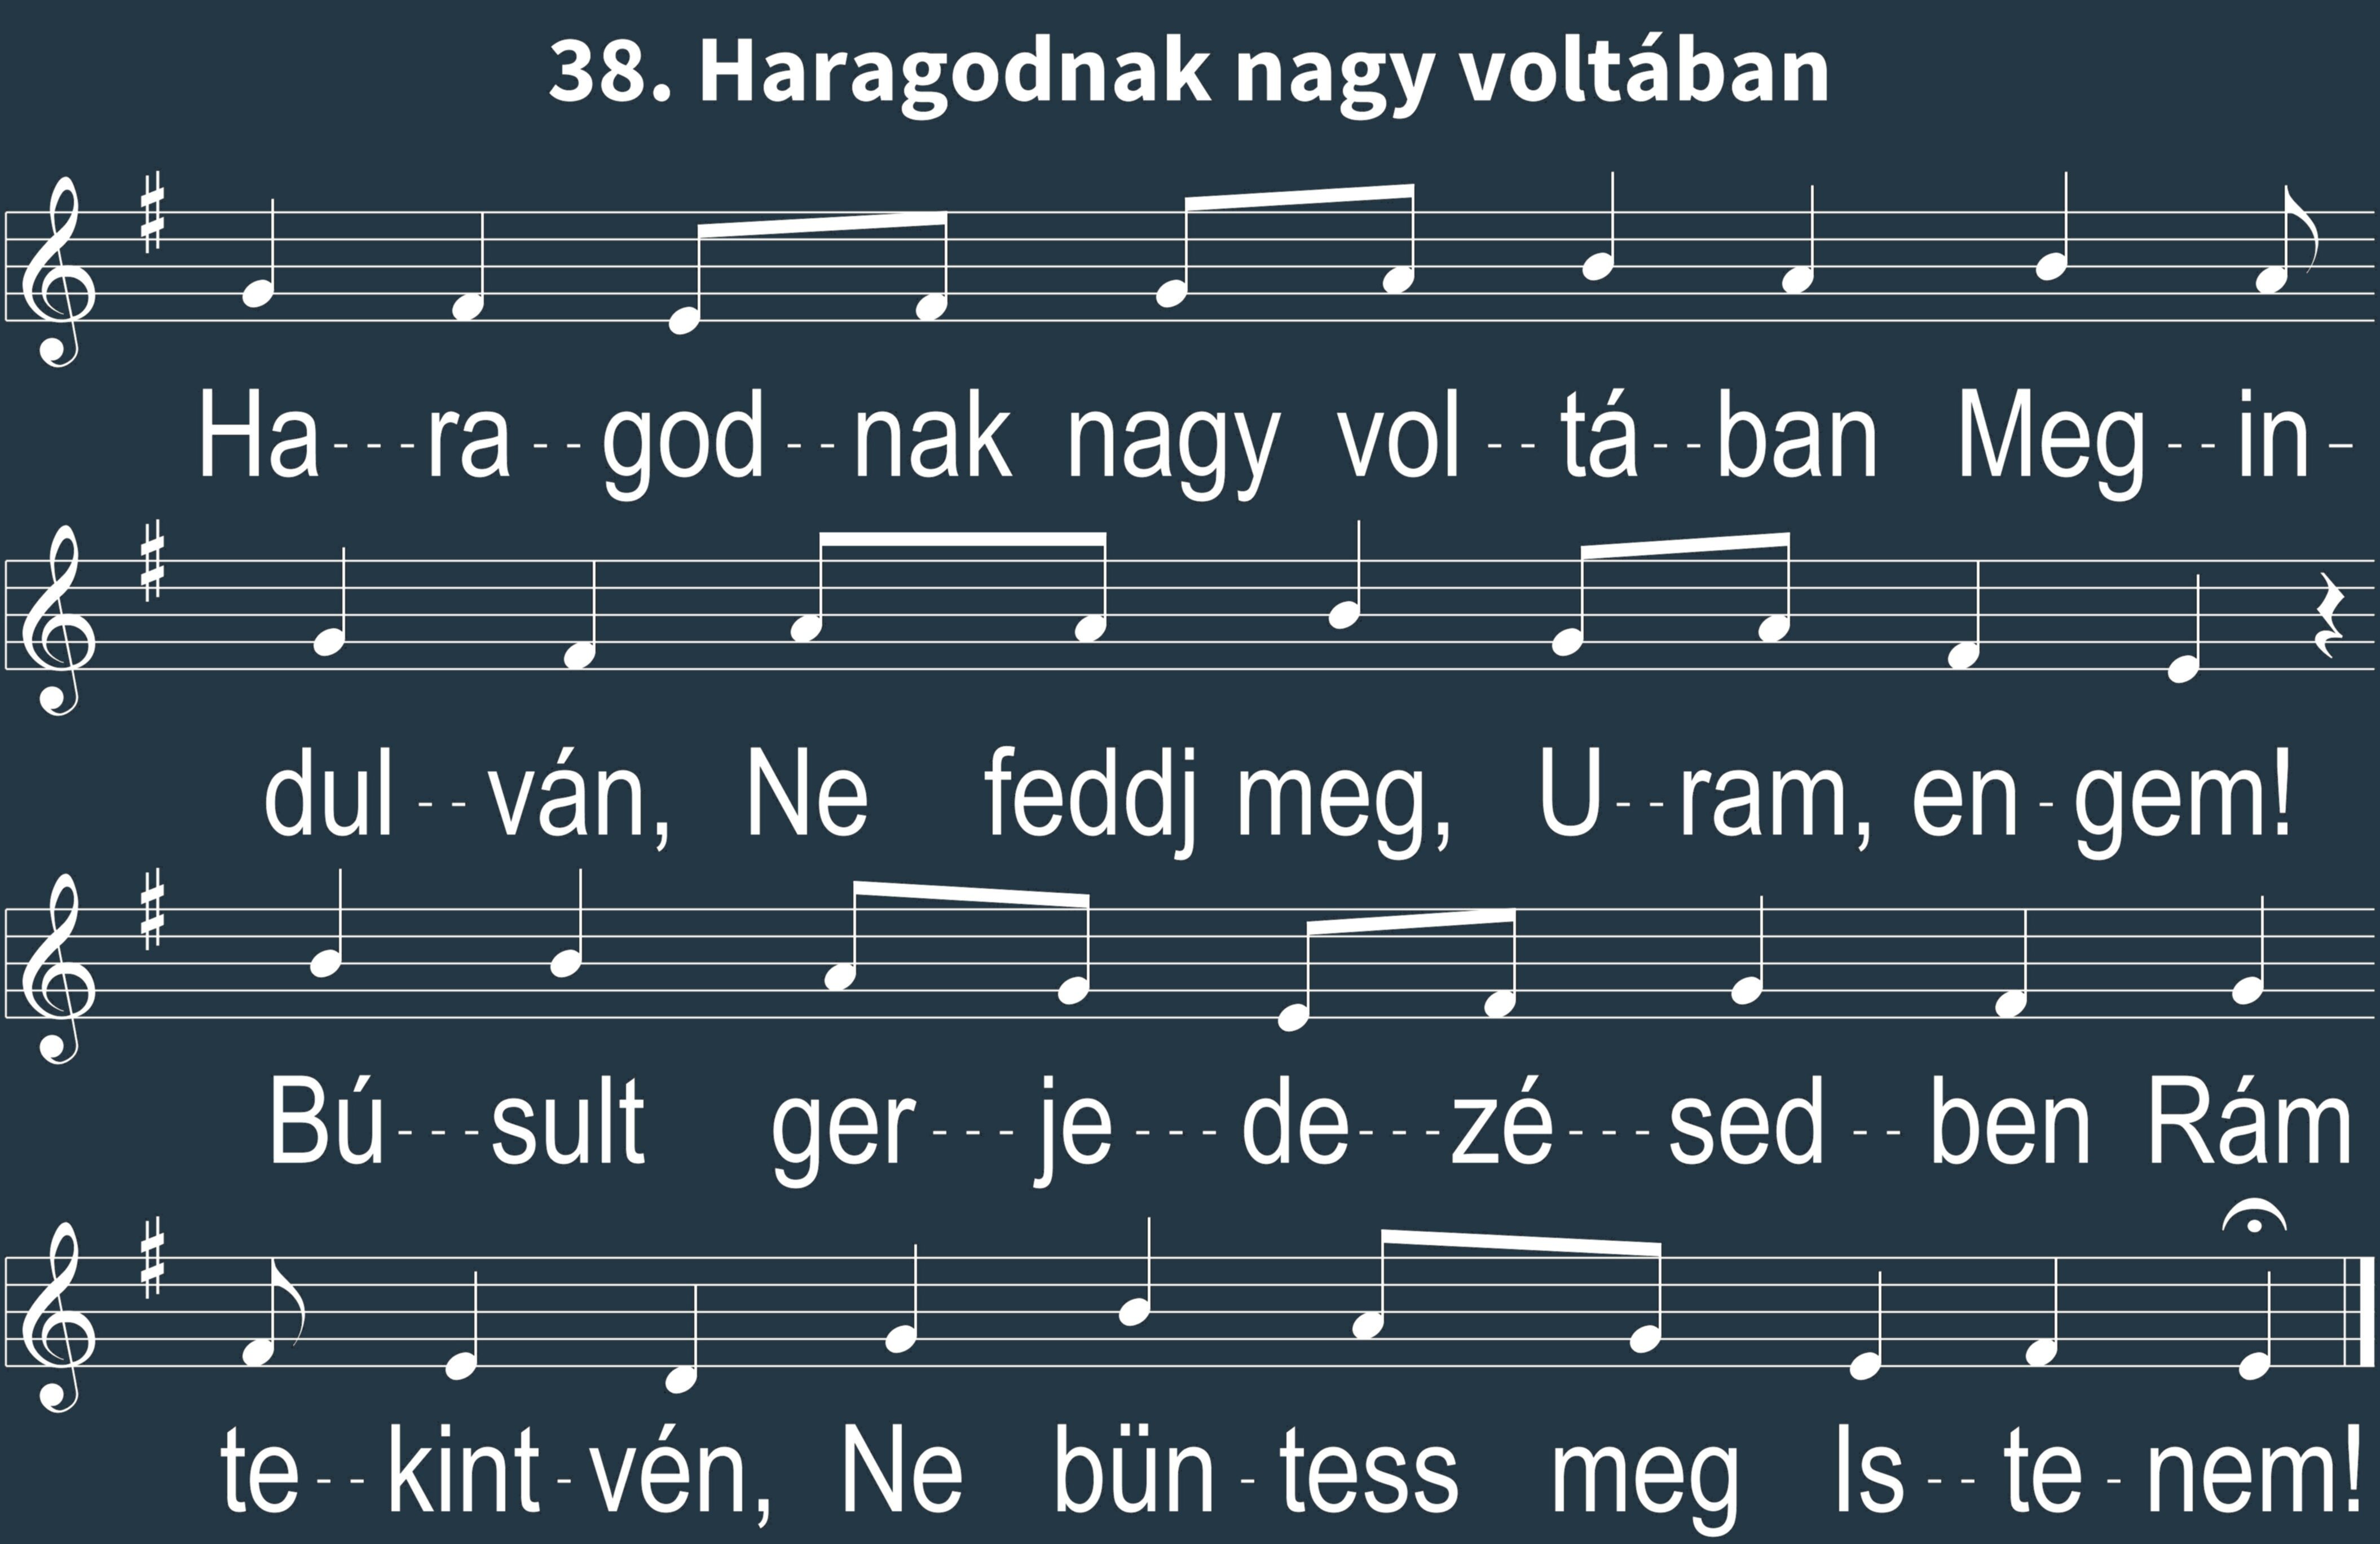 38. Haragodnak nagy voltában
Ha---ra--god--nak nagy vol--tá--ban Meg--in-
dul--ván, Ne feddj meg, U--ram, en-gem!
Bú---sult ger---je---de---zé---sed--ben Rám
te--kint-vén, Ne bün-tess meg Is--te-nem!